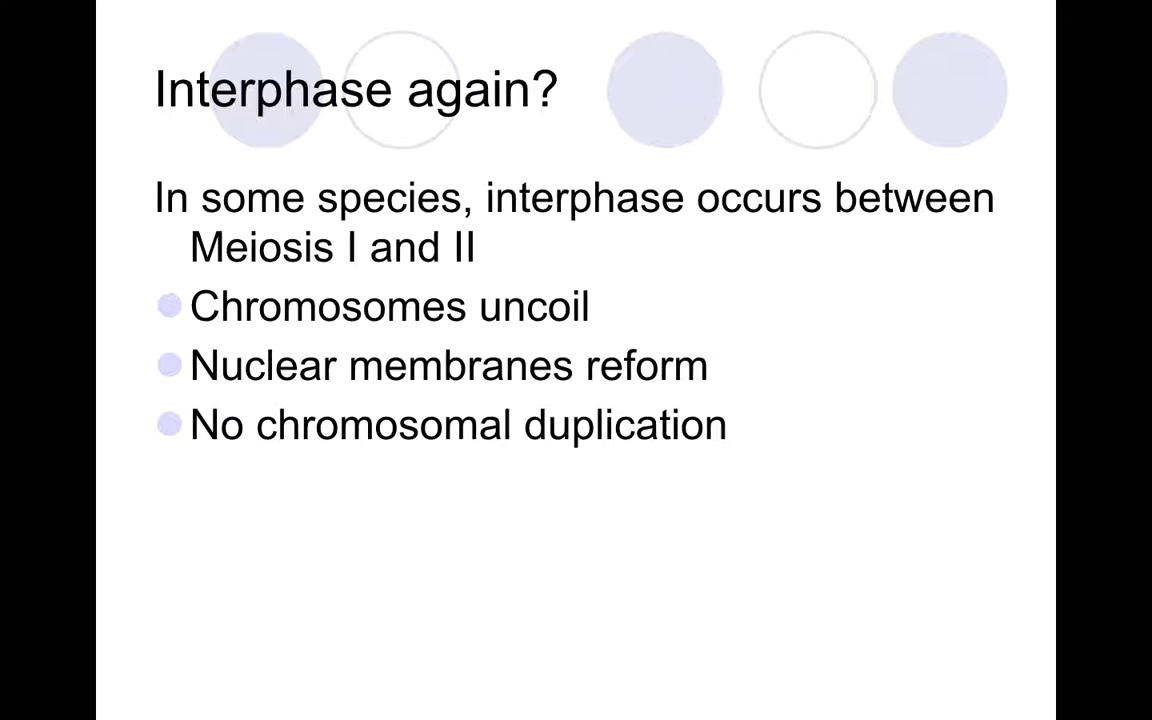 Interphase again?
In some species, interphase occurs between
Meiosis I and II
Chromosomes uncoil
Nuclear membranes reform
No chromosomal duplication